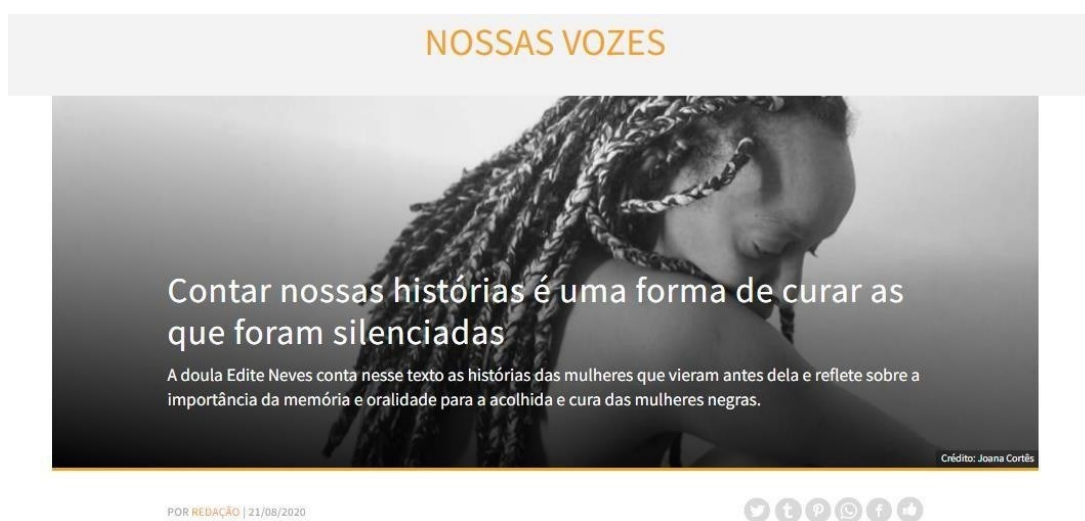 NOSSAS VOZES
Contar nossas histórias é uma forma de curar as
que foram silenciadas
A doula Edite Neves conta nesse texto as histórias das mulheres que vieram antes dela e reflete sobre a
importância da memória e oralidade para a acolhida e cura das mulheres negras.
Crédito: Joana Cortês
POR REDAÇÃO | 21/08/2020